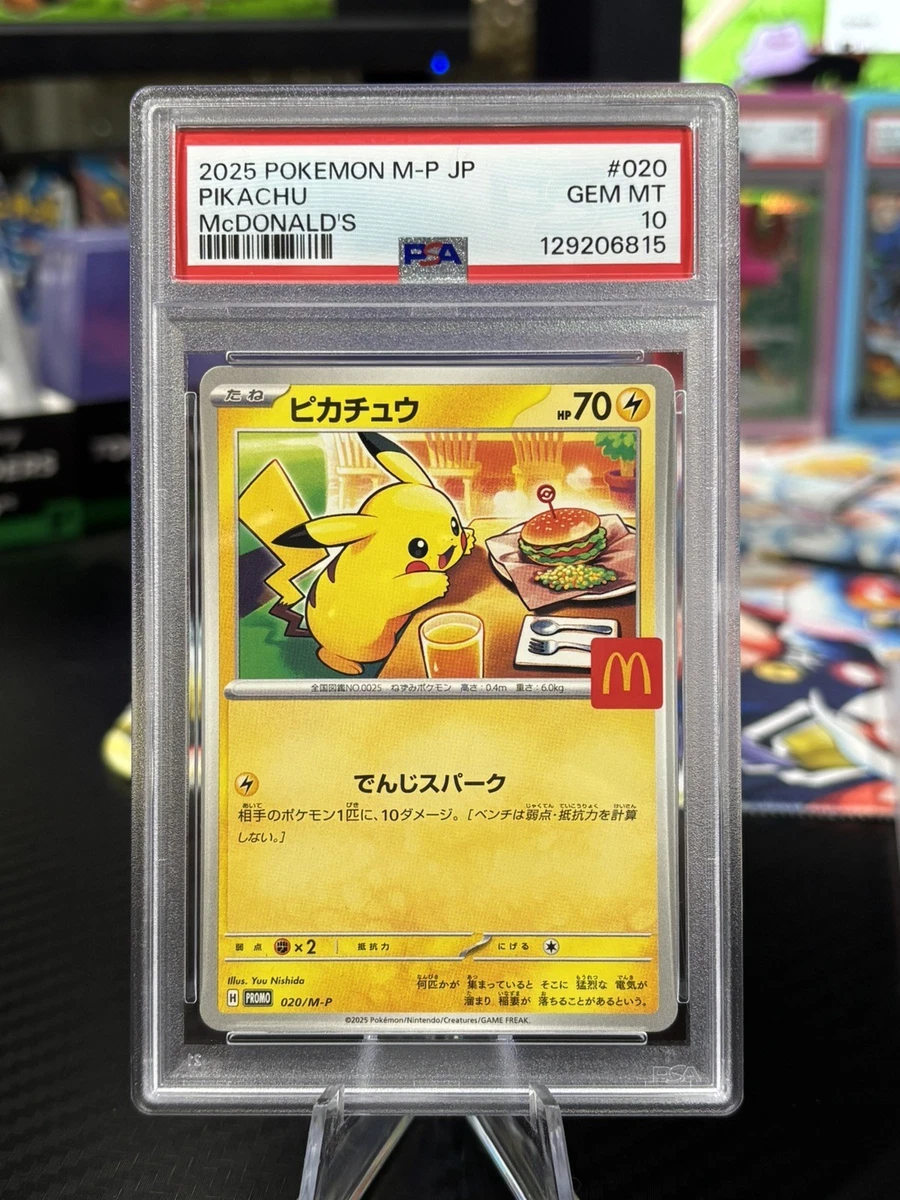 2025 POKEMON M-P JP
#020
PIKACHU
GEM MT
McDONALD'S
10
129206815
PSA
たね
ピカチュウ
HP70
全国図鑑NO.0025 ねずみポケモン 高さ:0.4m 重さ:6.0kg
でんじスパーク
相手のポケモン1匹に、10ダメージ。[ベンチは弱点・抵抗力を計算
しない。]
弱点 ×2 抵抗力 にげる
Illus. Yuu Nishida
何匹かが 集まっていると そこに 猛烈な 電気が
溜まり 稲妻が 落ちることがあるという。
H PROMO 020/M-P
©2025 Pokémon/Nintendo/Creatures/GAME FREAK.
PSA